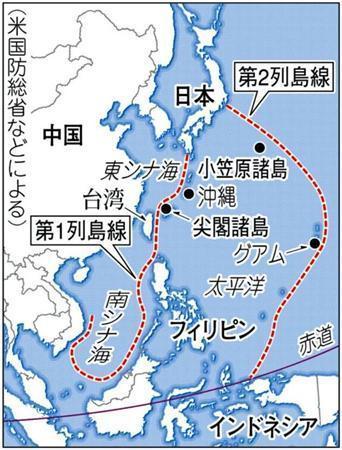 （米国防総省などによる）
中国
日本
第2列島線
東シナ海
小笠原諸島
台湾
沖縄
尖閣諸島
第1列島線
グアム
太平洋
南シナ海
フィリピン
赤道
インドネシア